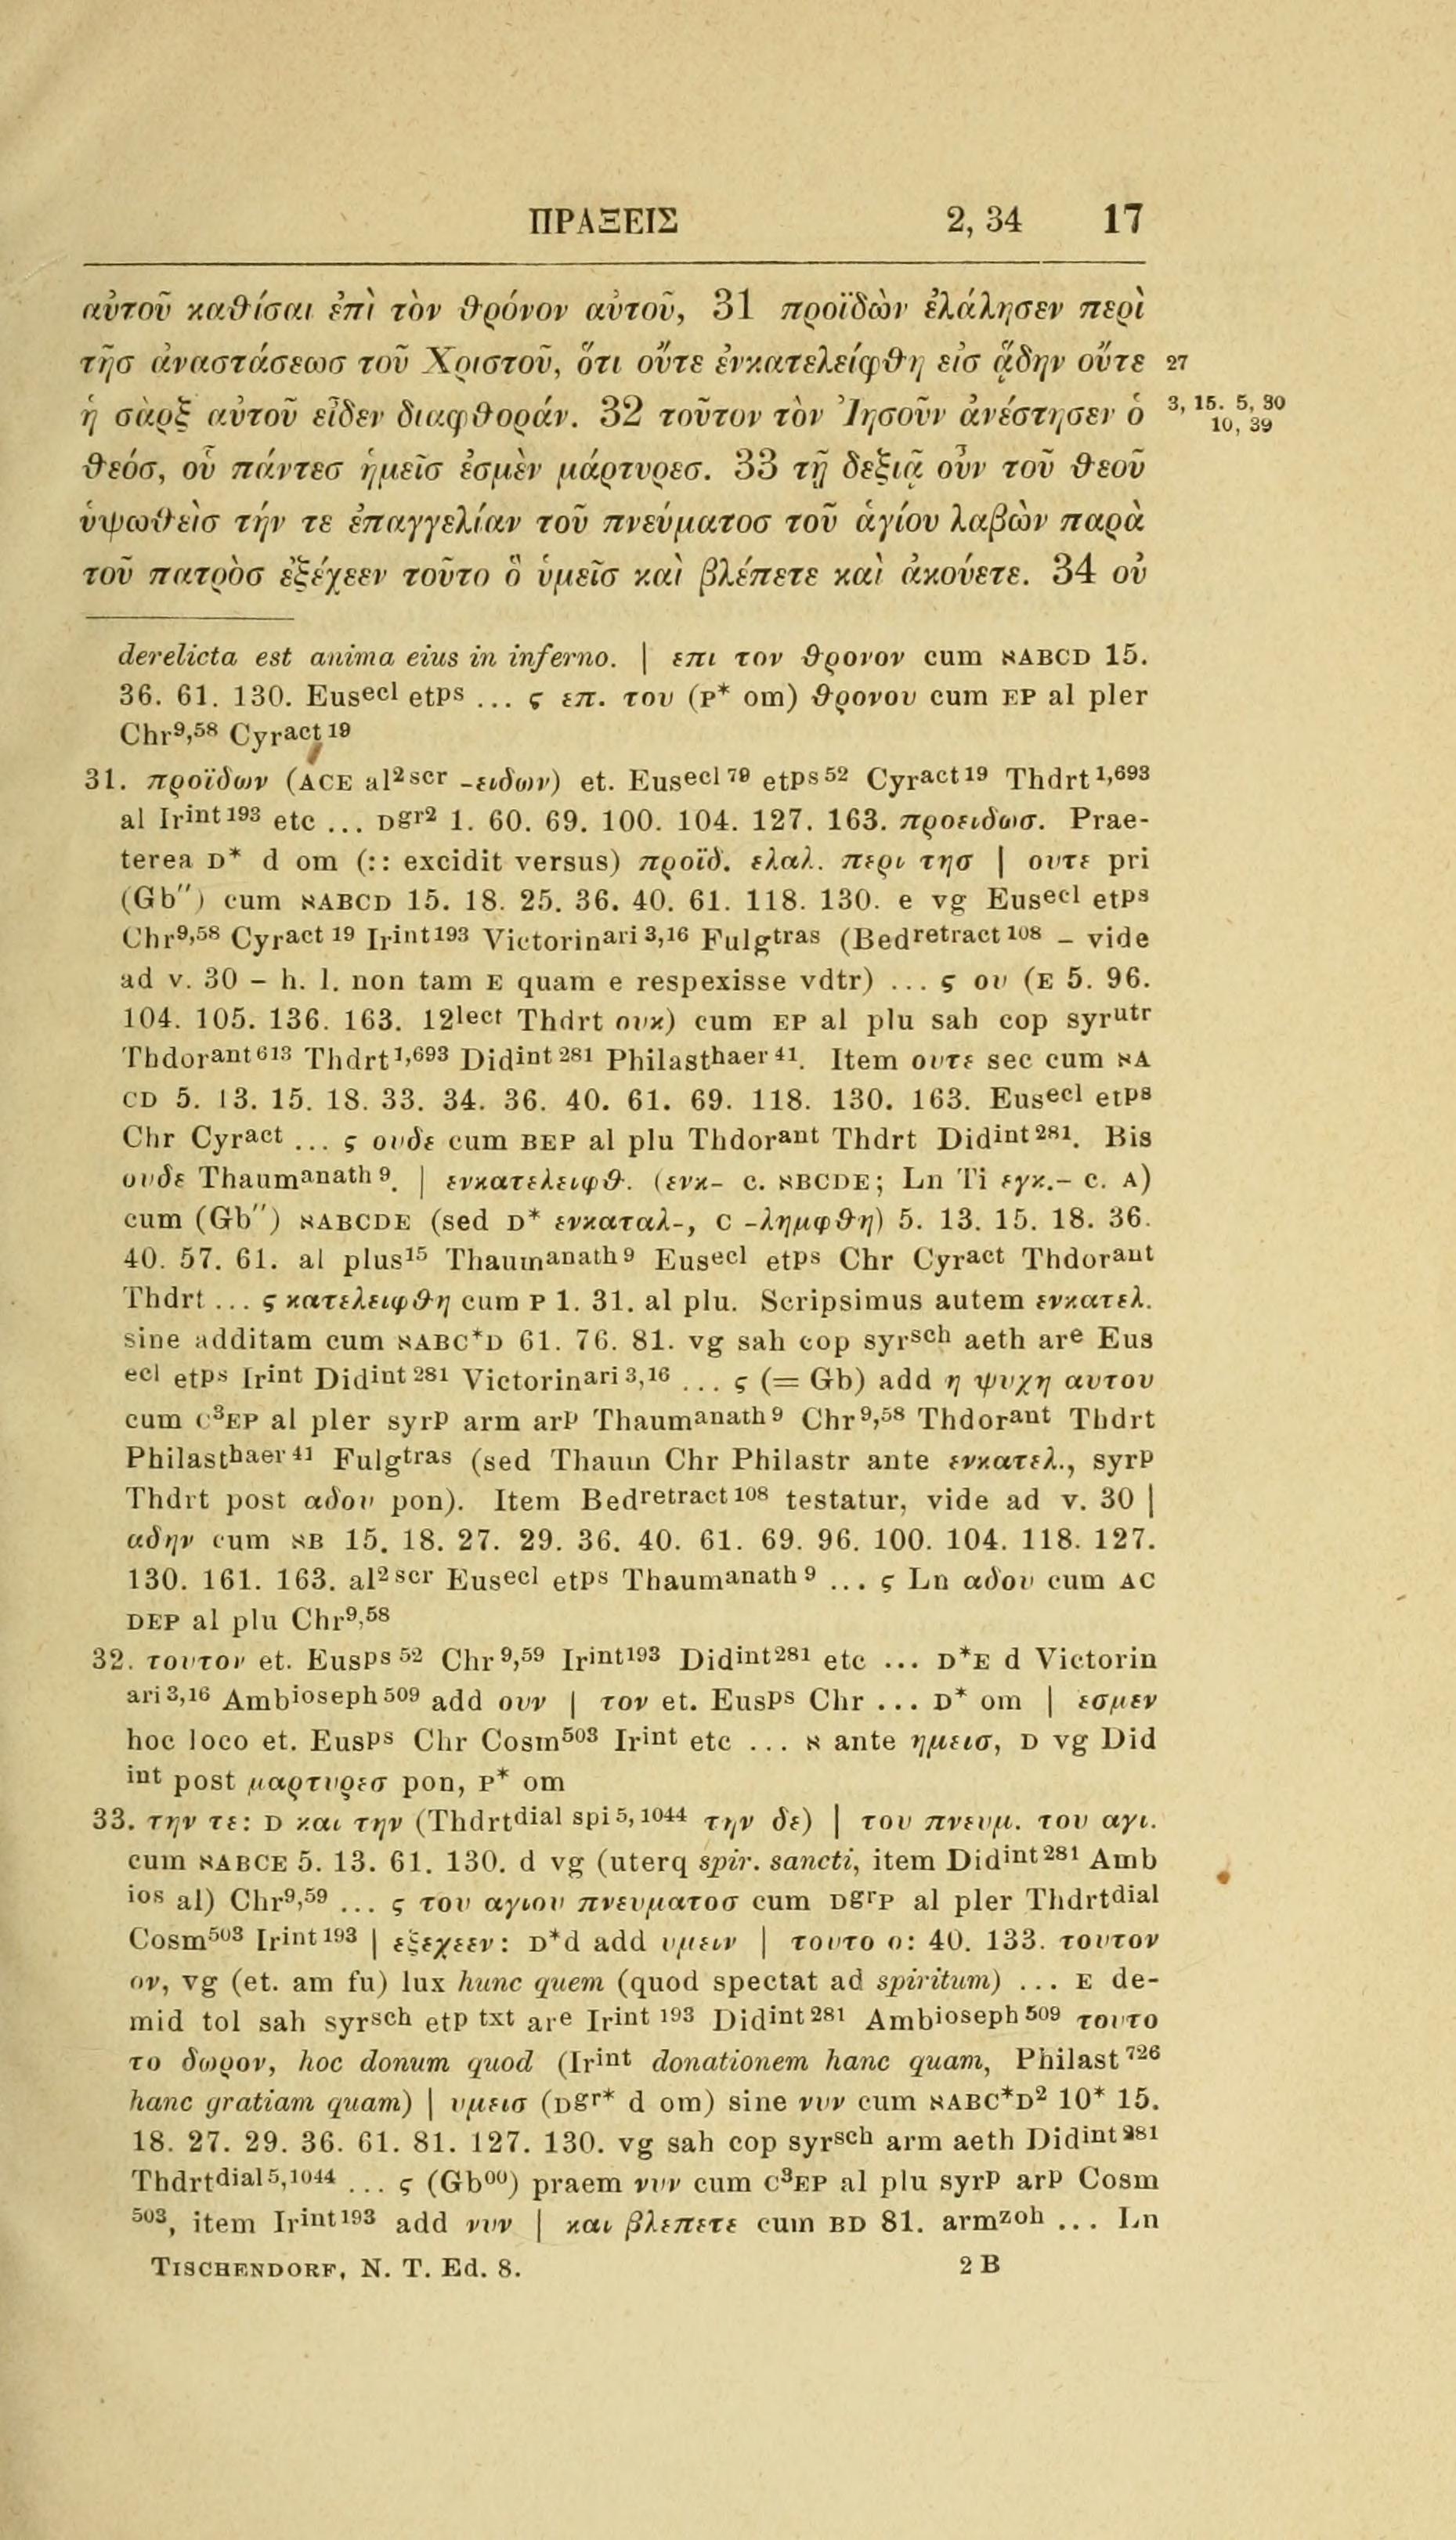 ΠΡΑΞΕΙΣ 2, 34 17
αὐτοῦ καθίσαι ἐπὶ τὸν θρόνον αὐτοῦ, 31 προϊδὼν ἐλάλησεν περὶ
τῆσ ἀναστάσεωσ τοῦ Χριστοῦ, ὅτι οὔτε ἐνκατελείφθη εἰσ ᾅδην οὔτε 27
ἡ σὰρξ αὐτοῦ εἶδεν διαφθοράν. 32 τοῦτον τὸν Ἰησοῦν ἀνέστησεν ὁ 3, 15. 5, 30
10, 39
θεόσ, οὗ πάντεσ ἡμεῖσ ἐσμὲν μάρτυρεσ. 33 τῇ δεξιᾷ οὖν τοῦ θεοῦ
ὑψωθεὶσ τήν τε ἐπαγγελίαν τοῦ πνεύματοσ τοῦ ἁγίου λαβὼν παρὰ
τοῦ πατρὸσ ἐξέχεεν τοῦτο ὃ ὑμεῖσ καὶ βλέπετε καὶ ἀκούετε. 34 οὐ
derelicta est anima eius in inferno. | επι τον θρονον cum ℵABCD 15.
36. 61. 130. Eusecl etps ... ς επ. του (P* om) θρονου cum EP al pler
Chr9,58 Cyract 19
31. προϊδων (ACE al2scr -ειδων) et. Eusecl 79 etps 52 Cyract 19 Thdrt1,693
al Irint 193 etc ... Dgr2 1. 60. 69. 100. 104. 127. 163. προειδωσ. Prae-
terea D* d om (:: excidit versus) προϊδ. ελαλ. περι τησ | ουτε pri
(Gb″) cum ℵABCD 15. 18. 25. 36. 40. 61. 118. 130. e vg Eusecl etps
Chr9,58 Cyract 19 Irint193 Victorinari 3,16 Fulgtras (Bedretract 108 – vide
ad v. 30 – h. l. non tam E quam e respexisse vdtr) ... ς ου (E 5. 96.
104. 105. 136. 163. 12lect Thdrt ουκ) cum EP al plu sah cop syrutr
Thdorant 613 Thdrt1,693 Didint 281 Philasthaer 41. Item ουτε sec cum ℵA
CD 5. 13. 15. 18. 33. 34. 36. 40. 61. 69. 118. 130. 163. Eusecl etps
Chr Cyract ... ς ουδε cum BEP al plu Thdorant Thdrt Didint 281. Bis
ουδε Thaumanath 9. | ενκατελειφθ. (ενκ- c. ℵBCDE; Ln Ti εγκ.- c. A)
cum (Gb″) ℵABCDE (sed D* ενκαταλ-, C -λημφθη) 5. 13. 15. 18. 36.
40. 57. 61. al plus15 Thaumanath 9 Eusecl etps Chr Cyract Thdorant
Thdrt ... ς κατελειφθη cum P 1. 31. al plu. Scripsimus autem ενκατελ.
sine additam cum ℵABC*D 61. 76. 81. vg sah cop syrsch aeth are Eus
ecl etps Irint Didint 281 Victorinari 3,16 ... ς (= Gb) add η ψυχη αυτου
cum C3EP al pler syrp arm arp Thaumanath 9 Chr9,58 Thdorant Thdrt
Philasthaer 41 Fulgtras (sed Thaum Chr Philastr ante ενκατελ., syrp
Thdrt post αδου pon). Item Bedretract 108 testatur, vide ad v. 30 |
αδην cum ℵB 15. 18. 27. 29. 36. 40. 61. 69. 96. 100. 104. 118. 127.
130. 161. 163. al2 scr Eusecl etps Thaumanath 9 ... ς Ln αδου cum AC
DEP al plu Chr9,58
32. τουτον et. Eusps 52 Chr9,59 Irint193 Didint281 etc ... D*E d Victorin
ari 3,16 Ambioseph 509 add ουν | τον et. Eusps Chr ... D* om | εσμεν
hoc loco et. Eusps Chr Cosm503 Irint etc ... ℵ ante ημεισ, D vg Did
int post μαρτυρεσ pon, P* om
33. την τε: D και την (Thdrtdial spi 5,1044 την δε) | του πνευμ. του αγι.
cum ℵABCE 5. 13. 61. 130. d vg (uterq spir. sancti, item Didint 281 Amb
ios al) Chr9,59 ... ς του αγιου πνευματοσ cum DgrP al pler Thdrtdial
Cosm503 Irint 193 | εξεχεεν: D*d add υμειν | τουτο ο: 40. 133. τουτον
ον, vg (et. am fu) lux hunc quem (quod spectat ad spiritum) ... E de-
mid tol sah syrsch etp txt are Irint 193 Didint 281 Ambioseph 509 τουτο
το δωρον, hoc donum quod (Irint donationem hanc quam, Philast726
hanc gratiam quam) | υμεισ (Dgr* d om) sine νυν cum ℵABC*D2 10* 15.
18. 27. 29. 36. 61. 81. 127. 130. vg sah cop syrsch arm aeth Didint 281
Thdrtdial 5,1044 ... ς (Gb00) praem νυν cum C3EP al plu syrp arp Cosm
503, item Irint193 add νυν | και βλεπετε cum BD 81. armzoh ... Ln
TISCHENDORF, N. T. Ed. 8. 2 B